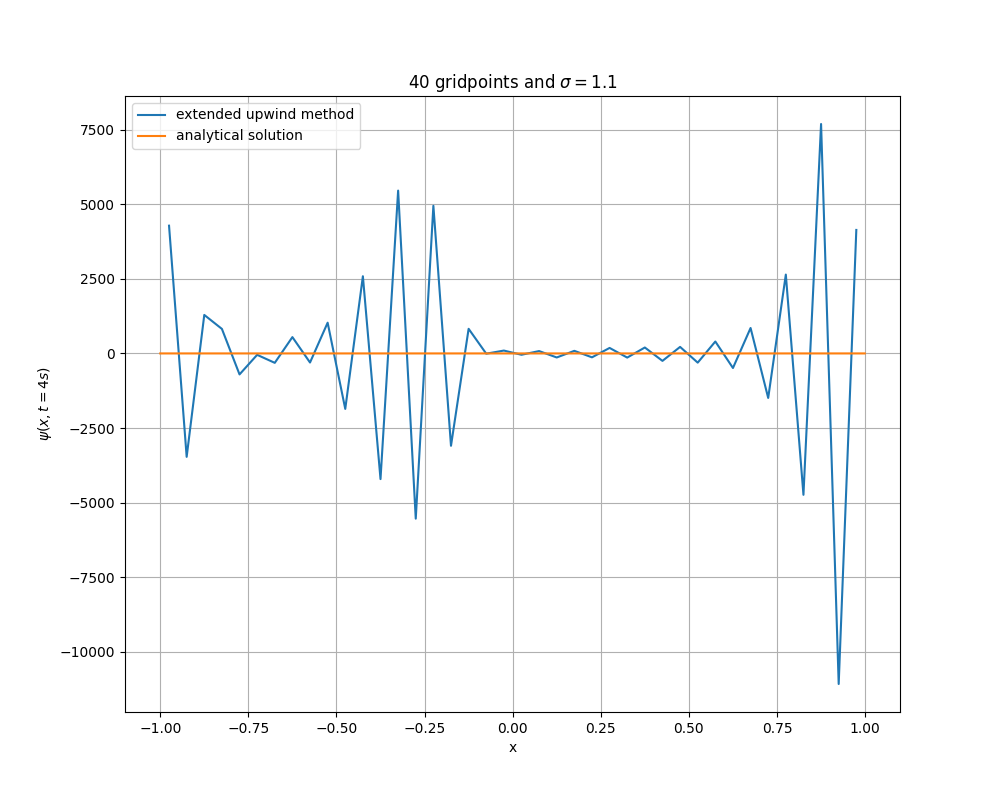 40 gridpoints and σ = 1.1
extended upwind method
analytical solution
7500
5000
2500
0
−2500
−5000
−7500
−10000
ψ(x, t = 4s)
−1.00 −0.75 −0.50 −0.25 0.00 0.25 0.50 0.75 1.00
x